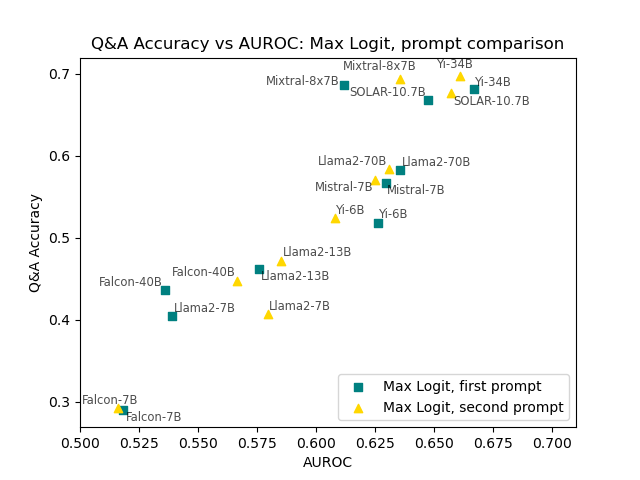 Q&A Accuracy vs AUROC: Max Logit, prompt comparison
0.7
0.6
0.5
0.4
0.3
Q&A Accuracy
Mixtral-8x7B
Yi-34B
Mixtral-8x7B
Yi-34B
SOLAR-10.7B
SOLAR-10.7B
Llama2-70B
Llama2-70B
Mistral-7B
Mistral-7B
Yi-6B
Yi-6B
Llama2-13B
Falcon-40B
Llama2-13B
Falcon-40B
Llama2-7B
Llama2-7B
Falcon-7B
Falcon-7B
Max Logit, first prompt
Max Logit, second prompt
0.500 0.525 0.550 0.575 0.600 0.625 0.650 0.675 0.700
AUROC